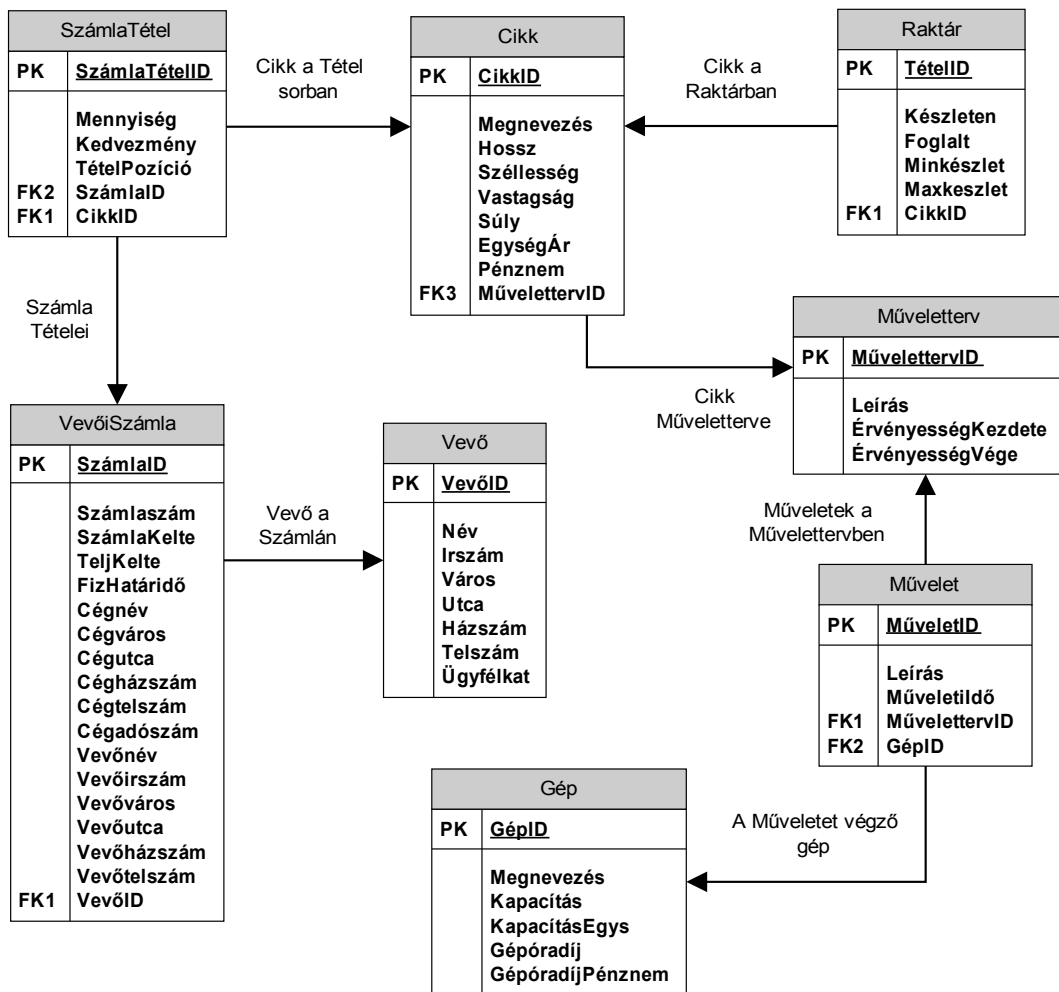 SzámlaTétel
PK SzámlaTételID
Mennyiség
Kedvezmény
TételPozíció
FK2 SzámlaID
FK1 CikkID
Cikk a Tétel
sorban
Cikk
PK CikkID
Megnevezés
Hossz
Széllesség
Vastagság
Súly
EgységÁr
Pénznem
FK3 MűvelettervID
Cikk a
Raktárban
Raktár
PK TételID
Készleten
Foglalt
Minkészlet
Maxkeszlet
FK1 CikkID
Számla
Tételei
Cikk
Műveletterve
Műveletterv
PK MűvelettervID
Leírás
ÉrvényességKezdete
ÉrvényességVége
VevőiSzámla
PK SzámlaID
Számlaszám
SzámlaKelte
TeljKelte
FizHatáridő
Cégnév
Cégváros
Cégutca
Cégházszám
Cégtelszám
Cégadószám
Vevőnév
Vevőirszám
Vevőváros
Vevőutca
Vevőházszám
Vevőtelszám
FK1 VevőID
Vevő a
Számlán
Vevő
PK VevőID
Név
Irszám
Város
Utca
Házszám
Telszám
Ügyfélkat
Műveletek a
Művelettervben
Művelet
PK MűveletID
Leírás
MűveletiIdő
FK1 MűvelettervID
FK2 GépID
A Műveletet végző
gép
Gép
PK GépID
Megnevezés
Kapacítás
KapacításEgys
Gépóradíj
GépóradíjPénznem